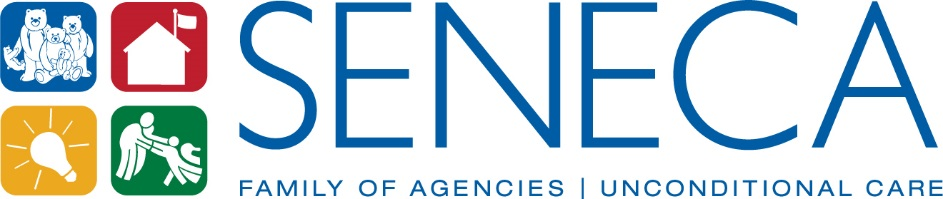 SENECA
FAMILY OF AGENCIES | UNCONDITIONAL CARE